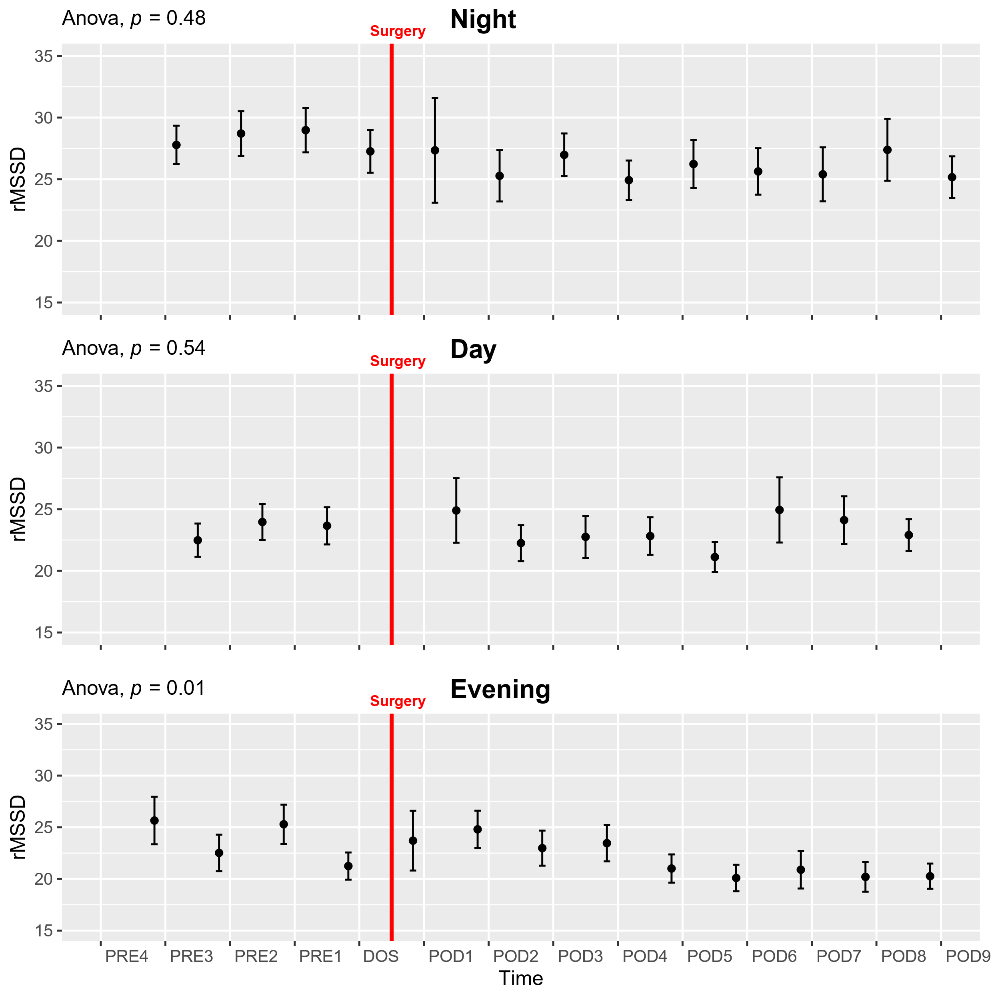 Anova, p = 0.48
Night
Surgery
35
30
25
20
15
rMSSD
Anova, p = 0.54
Day
Surgery
35
30
25
20
15
rMSSD
Anova, p = 0.01
Evening
Surgery
35
30
25
20
15
rMSSD
PRE4 PRE3 PRE2 PRE1 DOS POD1 POD2 POD3 POD4 POD5 POD6 POD7 POD8 POD9
Time